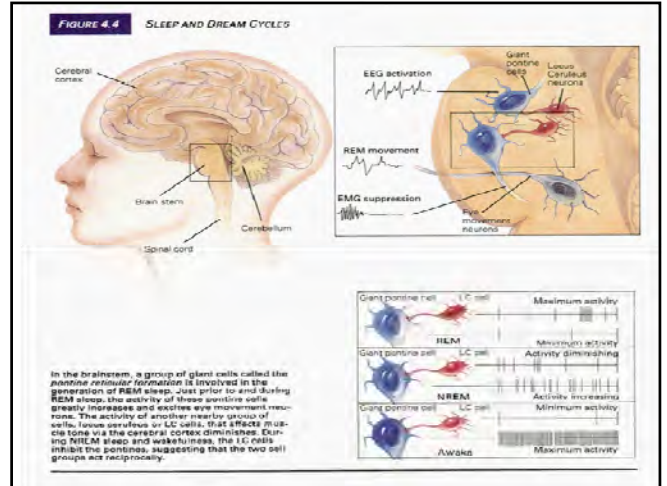 FIGURE 4.4 SLEEP AND DREAM CYCLES
Cerebral
cortex
Brain stem
Cerebellum
Spinal cord
EEG activation
Giant
pontine
cells
Locus
Ceruleus
neurons
REM movement
EMG suppression
Eye
movement
neurons
Giant pontine cell LC cell Maximum activity
REM Minimum activity
Giant pontine cell LC cell Activity diminishing
NREM Activity increasing
Giant pontine cell LC cell Minimum activity
Awake Maximum activity
In the brainstem, a group of giant cells called the
pontine reticular formation is involved in the
generation of REM sleep. Just prior to and during
REM sleep, the activity of these pontine cells
greatly increases and excites eye movement neu-
rons. The activity of another nearby group of
cells, locus ceruleus or LC cells, that affects mus-
cle tone via the cerebral cortex diminishes. Dur-
ing NREM sleep and wakefulness, the LC cells
inhibit the pontines, suggesting that the two cell
groups act reciprocally.